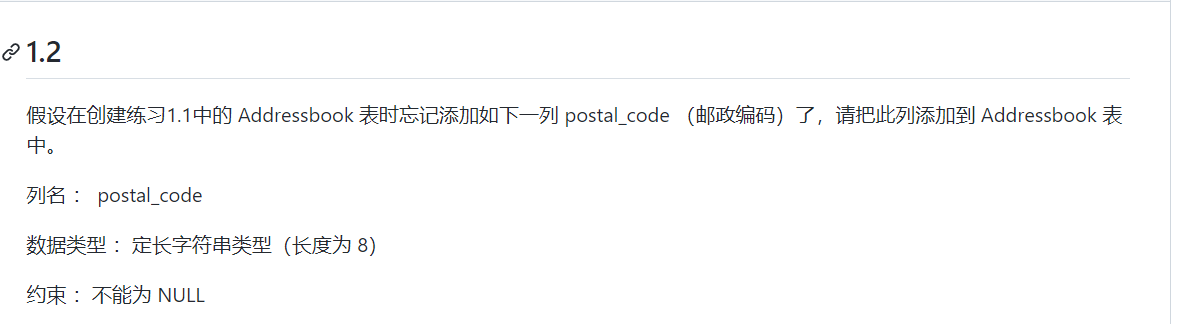 1.2
假设在创建练习1.1中的 Addressbook 表时忘记添加如下一列 postal_code （邮政编码）了，请把此列添加到 Addressbook 表
中。
列名 ： postal_code
数据类型 ：定长字符串类型（长度为 8）
约束 ：不能为 NULL